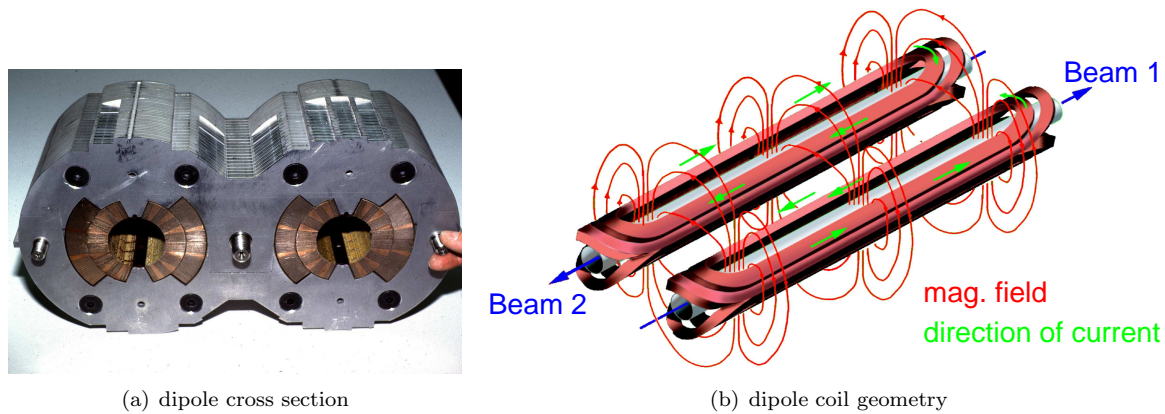 Beam 1
Beam 2
mag. field
direction of current
(a) dipole cross section
(b) dipole coil geometry